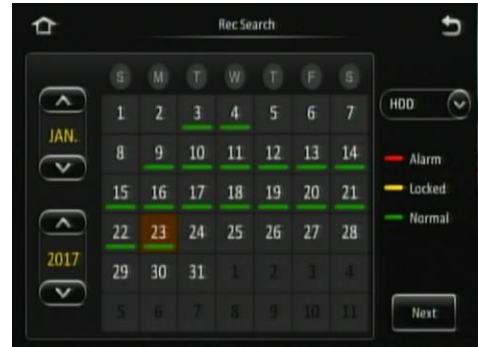 Rec Search
S M T W T F S
1 2 3 4 5 6 7
HDD
JAN.
8 9 10 11 12 13 14
Alarm
15 16 17 18 19 20 21
Locked
22 23 24 25 26 27 28
Normal
2017
29 30 31 1 2 3 4
5 6 7 8 9 10 11
Next